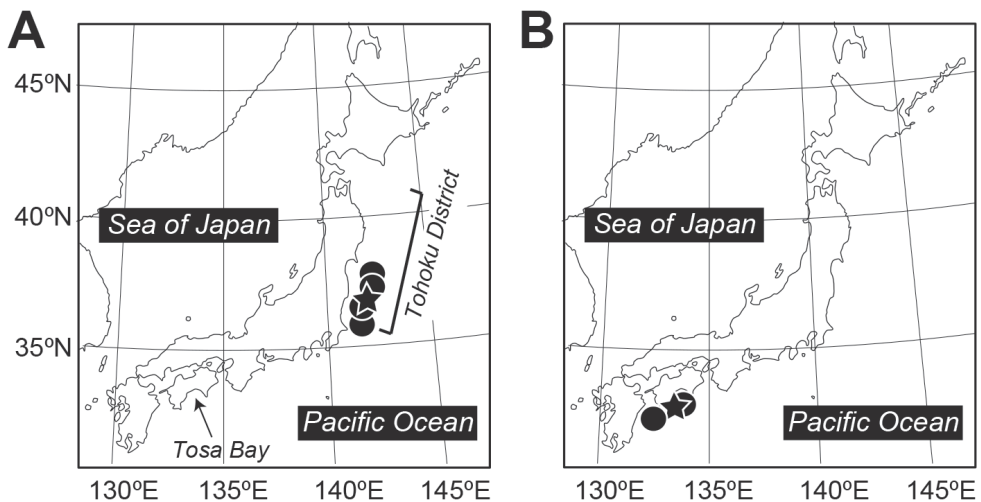 A
B
45ºN
40ºN
35ºN
Sea of Japan
Tohoku District
Pacific Ocean
Tosa Bay
130ºE
135ºE
140ºE
145ºE
Sea of Japan
Pacific Ocean
130ºE
135ºE
140ºE
145ºE